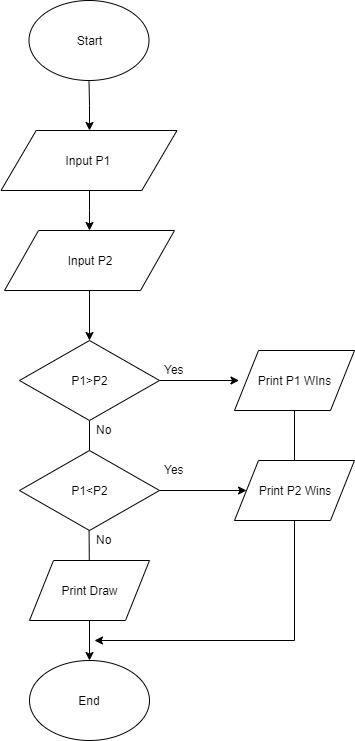 Start
Input P1
Input P2
P1>P2
Yes
Print P1 WIns
No
P1<P2
Yes
Print P2 Wins
No
Print Draw
End